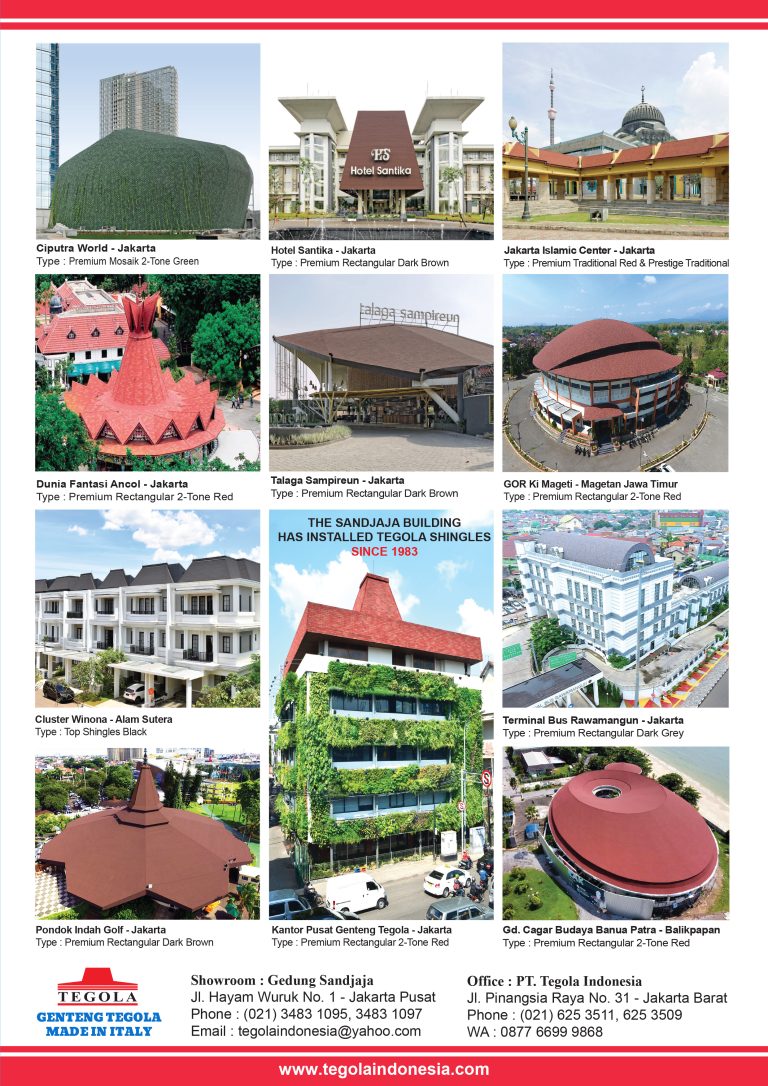 HS
Hotel Santika
Ciputra World - Jakarta
Type : Premium Mosaik 2-Tone Green
Hotel Santika - Jakarta
Type : Premium Rectangular Dark Brown
Jakarta Islamic Center - Jakarta
Type : Premium Traditional Red & Prestige Traditional
talaga sampireun
Dunia Fantasi Ancol - Jakarta
Type : Premium Rectangular 2-Tone Red
Talaga Sampireun - Jakarta
Type : Premium Rectangular Dark Brown
GOR Ki Mageti - Magetan Jawa Timur
Type : Premium Rectangular 2-Tone Red
THE SANDJAJA BUILDING
HAS INSTALLED TEGOLA SHINGLES
SINCE 1983
Cluster Winona - Alam Sutera
Type : Top Shingles Black
Terminal Bus Rawamangun - Jakarta
Type : Premium Rectangular Dark Grey
Pondok Indah Golf - Jakarta
Type : Premium Rectangular Dark Brown
Kantor Pusat Genteng Tegola - Jakarta
Type : Premium Rectangular 2-Tone Red
Gd. Cagar Budaya Banua Patra - Balikpapan
Type : Premium Rectangular 2-Tone Red
TEGOLA
GENTENG TEGOLA
MADE IN ITALY
Showroom : Gedung Sandjaja
Jl. Hayam Wuruk No. 1 - Jakarta Pusat
Phone : (021) 3483 1095, 3483 1097
Email : tegolaindonesia@yahoo.com
Office : PT. Tegola Indonesia
Jl. Pinangsia Raya No. 31 - Jakarta Barat
Phone : (021) 625 3511, 625 3509
WA : 0877 6699 9868
www.tegolaindonesia.com